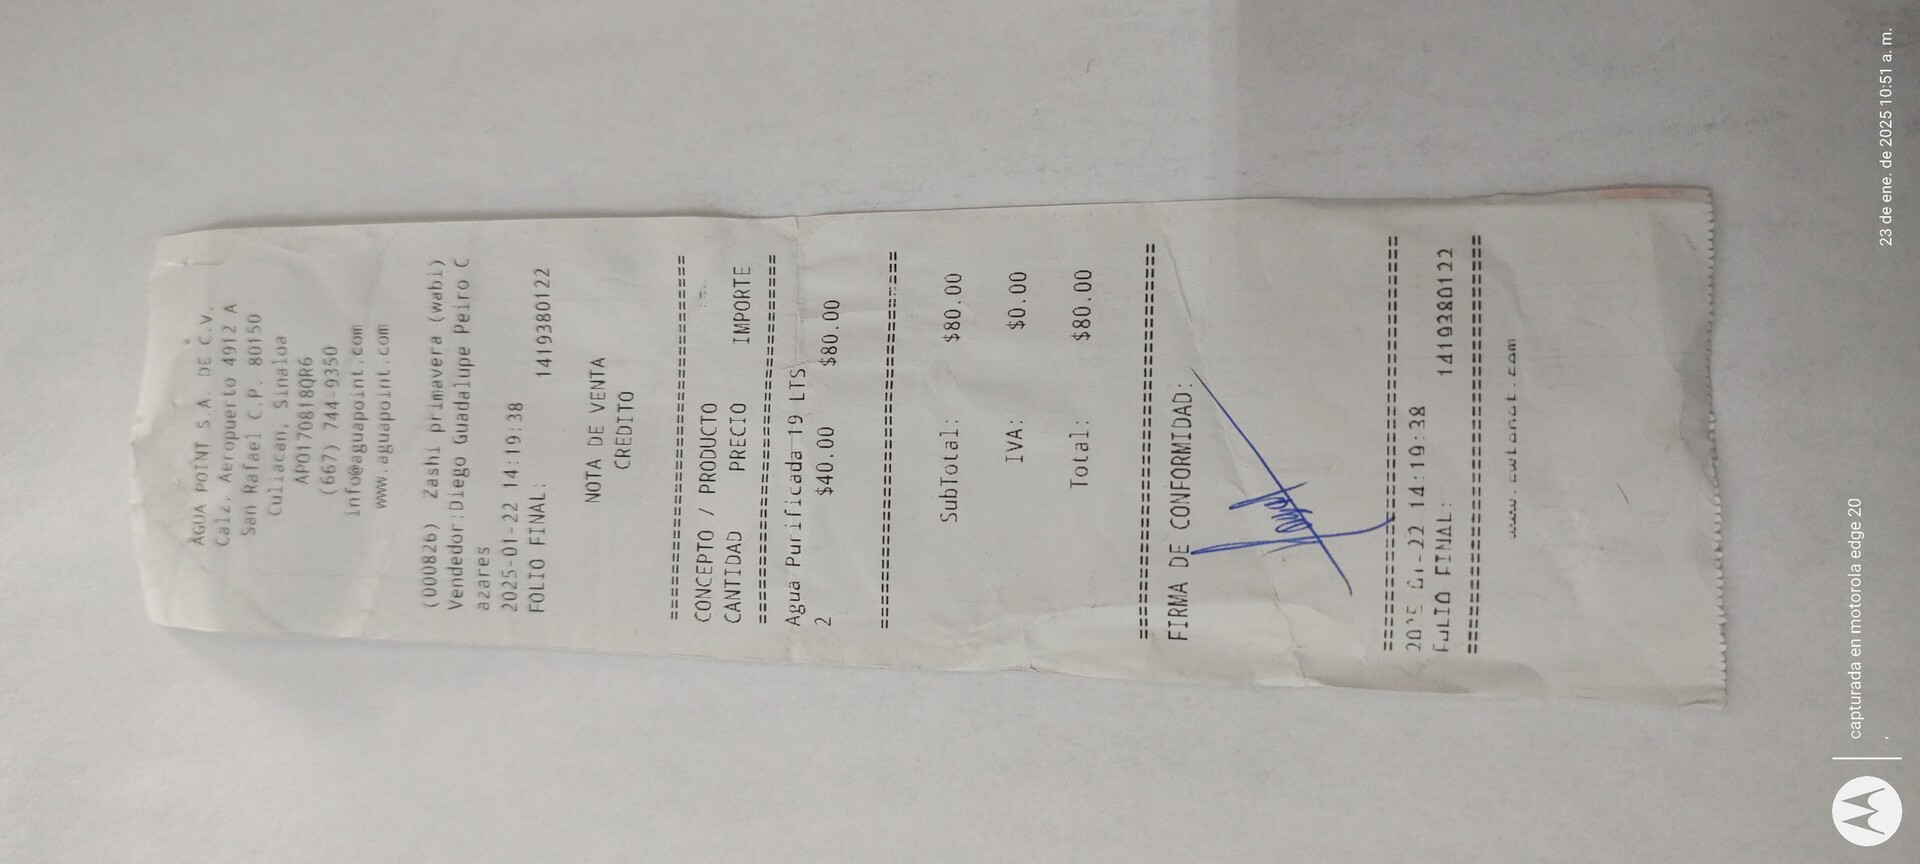 AGUA POINT S.A. DE C.V.
Calz. Aeropuerto 4912 A
San Rafael C.P. 80150
Culiacan, Sinaloa
APO170818QR6
(667) 744-9350
info@aguapoint.com
www.aguapoint.com
(000826) Zashi primavera (wabi)
Vendedor:Diego Guadalupe Peiro C
azares
2025-01-22 14:19:38
FOLIO FINAL: 1419380122
NOTA DE VENTA
CREDITO
================================
CONCEPTO / PRODUCTO
CANTIDAD PRECIO IMPORTE
================================
Agua Purificada 19 LTS
2 $40.00 $80.00
================================
SubTotal: $80.00
IVA: $0.00
Total: $80.00
================================
FIRMA DE CONFORMIDAD:
================================
2025-01-22 14:19:38
FOLIO FINAL: 1419380122
================================
capturada en motorola edge 20
23 de ene. de 2025 10:51 a. m.